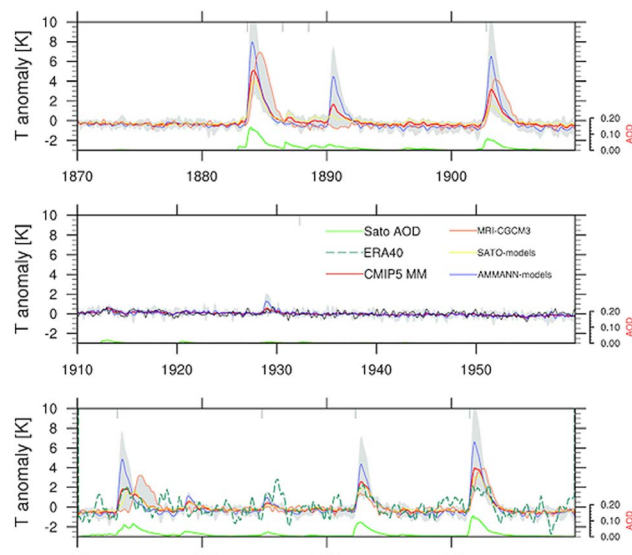 T anomaly [K]
10
8
6
4
2
0
-2
0.20
0.10
0.00
AOD
1870 1880 1890 1900
T anomaly [K]
10
8
6
4
2
0
-2
Sato AOD
ERA40
CMIP5 MM
MRI-CGCM3
SATO-models
AMMANN-models
0.20
0.10
0.00
AOD
1910 1920 1930 1940 1950
T anomaly [K]
10
8
6
4
2
0
-2
0.20
0.10
0.00
AOD